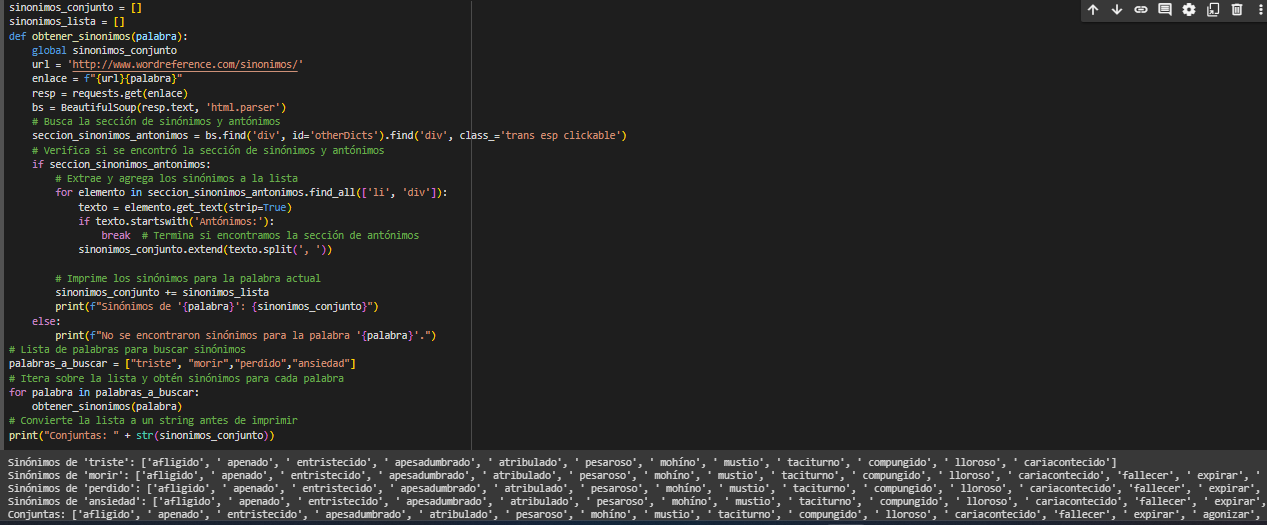 sinonimos_conjunto = []
sinonimos_lista = []
def obtener_sinonimos(palabra):
    global sinonimos_conjunto
    url = 'http://www.wordreference.com/sinonimos/'
    enlace = f"{url}{palabra}"
    resp = requests.get(enlace)
    bs = BeautifulSoup(resp.text, 'html.parser')
    # Busca la sección de sinónimos y antónimos
    seccion_sinonimos_antonimos = bs.find('div', id='otherDicts').find('div', class_='trans esp clickable')
    # Verifica si se encontró la sección de sinónimos y antónimos
    if seccion_sinonimos_antonimos:
        # Extrae y agrega los sinónimos a la lista
        for elemento in seccion_sinonimos_antonimos.find_all(['li', 'div']):
            texto = elemento.get_text(strip=True)
            if texto.startswith('Antónimos:'):
                break  # Termina si encontramos la sección de antónimos
            sinonimos_conjunto.extend(texto.split(', '))

        # Imprime los sinónimos para la palabra actual
        sinonimos_conjunto += sinonimos_lista
        print(f"Sinónimos de '{palabra}': {sinonimos_conjunto}")
    else:
        print(f"No se encontraron sinónimos para la palabra '{palabra}'.")
# Lista de palabras para buscar sinónimos
palabras_a_buscar = ["triste", "morir","perdido","ansiedad"]
# Itera sobre la lista y obtén sinónimos para cada palabra
for palabra in palabras_a_buscar:
    obtener_sinonimos(palabra)
# Convierte la lista a un string antes de imprimir
print("Conjuntas: " + str(sinonimos_conjunto))
Sinónimos de 'triste': ['afligido', ' apenado', ' entristecido', ' apesadumbrado', ' atribulado', ' pesaroso', ' mohíno', ' mustio', ' taciturno', ' compungido', ' lloroso', ' cariacontecido']
Sinónimos de 'morir': ['afligido', ' apenado', ' entristecido', ' apesadumbrado', ' atribulado', ' pesaroso', ' mohíno', ' mustio', ' taciturno', ' compungido', ' lloroso', ' cariacontecido', 'fallecer', ' expirar', '
Sinónimos de 'perdido': ['afligido', ' apenado', ' entristecido', ' apesadumbrado', ' atribulado', ' pesaroso', ' mohíno', ' mustio', ' taciturno', ' compungido', ' lloroso', ' cariacontecido', 'fallecer', ' expirar',
Sinónimos de 'ansiedad': ['afligido', ' apenado', ' entristecido', ' apesadumbrado', ' atribulado', ' pesaroso', ' mohíno', ' mustio', ' taciturno', ' compungido', ' lloroso', ' cariacontecido', 'fallecer', ' expirar',
Conjuntas: ['afligido', ' apenado', ' entristecido', ' apesadumbrado', ' atribulado', ' pesaroso', ' mohíno', ' mustio', ' taciturno', ' compungido', ' lloroso', ' cariacontecido', 'fallecer', ' expirar', ' agonizar',